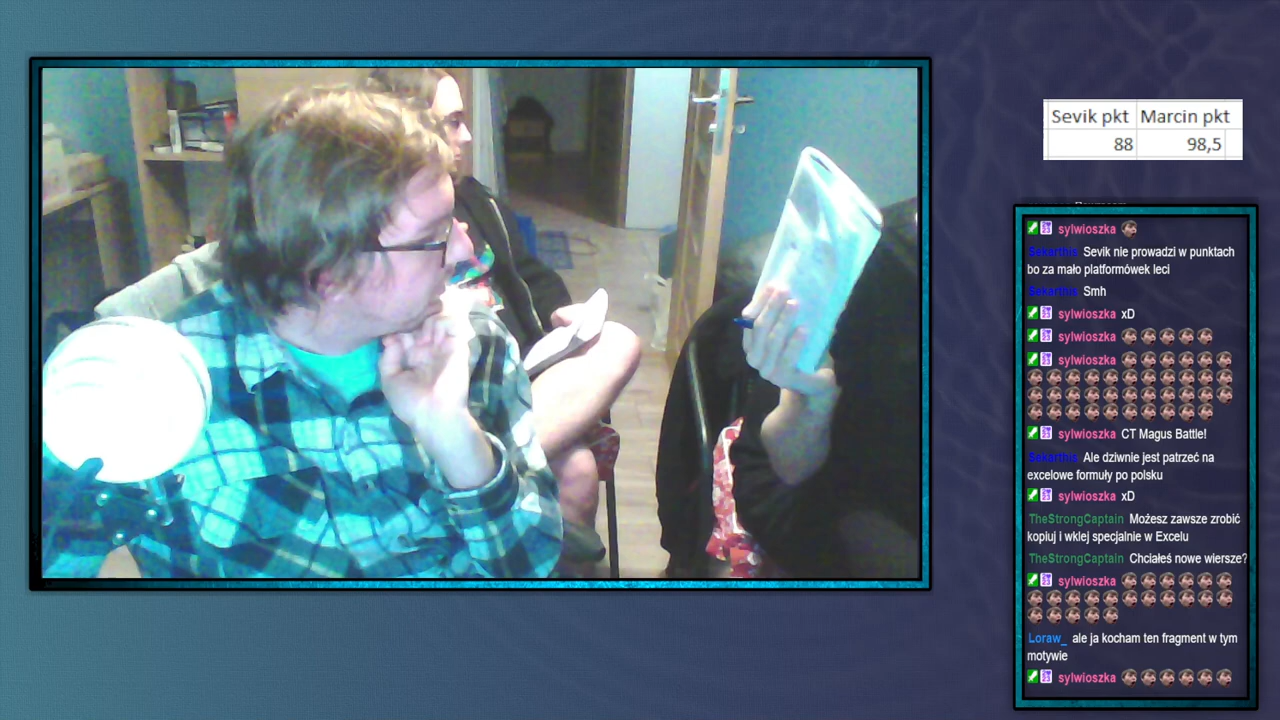 Sevik pkt Marcin pkt
88 98,5
sylwioszka
Sekarthis Sevik nie prowadzi w punktach
bo za mało platformówek leci
Sekarthis Smh
sylwioszka xD
sylwioszka
sylwioszka
sylwioszka CT Magus Battle!
Sekarthis Ale dziwnie jest patrzeć na
excelowe formuły po polsku
sylwioszka xD
TheStrongCaptain Możesz zawsze zrobić
kopiuj i wklej specjalnie w Excelu
TheStrongCaptain Chciałeś nowe wiersze?
sylwioszka
Loraw_ ale ja kocham ten fragment w tym
motywie
sylwioszka